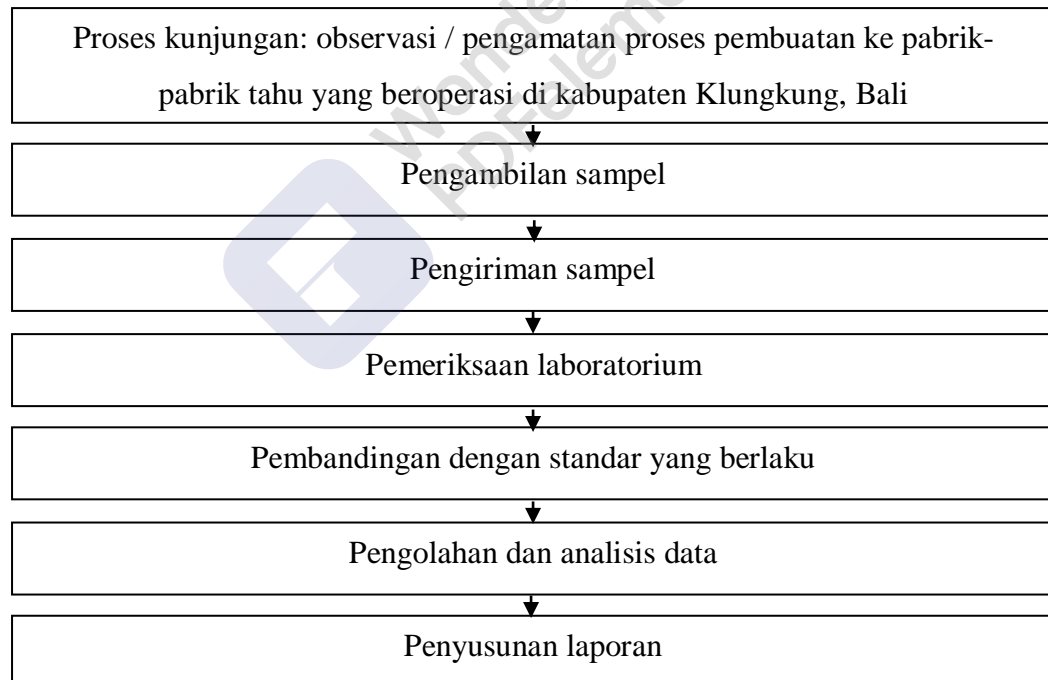 Proses kunjungan: observasi / pengamatan proses pembuatan ke pabrik-
pabrik tahu yang beroperasi di kabupaten Klungkung, Bali
Pengambilan sampel
Pengiriman sampel
Pemeriksaan laboratorium
Pembandingan dengan standar yang berlaku
Pengolahan dan analisis data
Penyusunan laporan